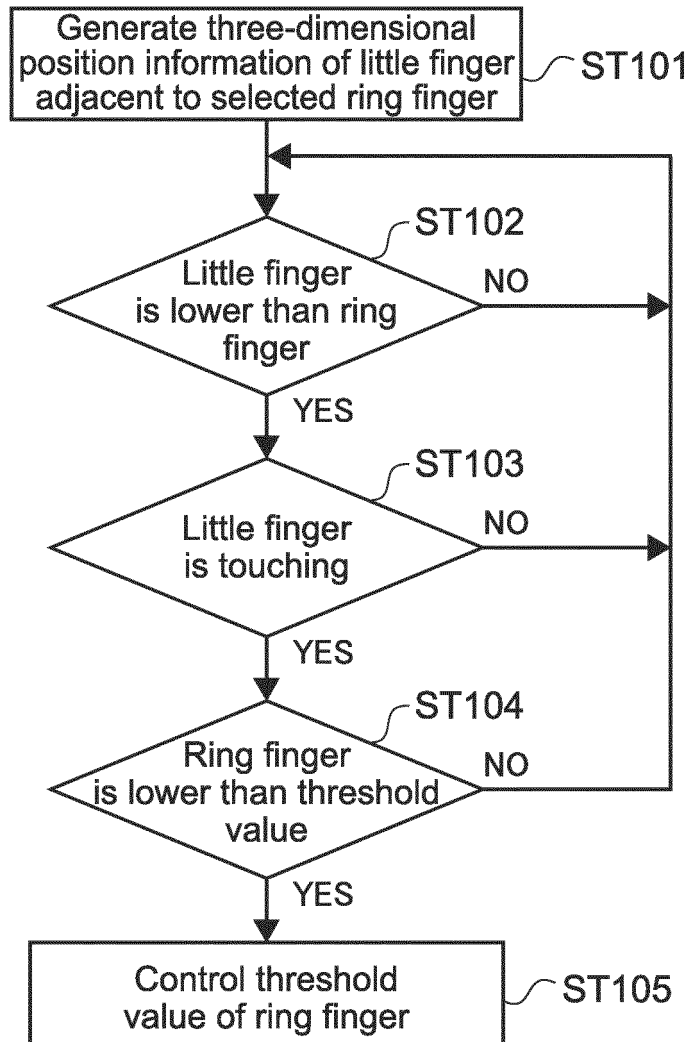 Generate three-dimensional
position information of little finger
adjacent to selected ring finger
ST101
ST102
Little finger
is lower than ring
finger
NO
YES
ST103
Little finger
is touching
NO
YES
ST104
Ring finger
is lower than threshold
value
NO
YES
Control threshold
value of ring finger
ST105